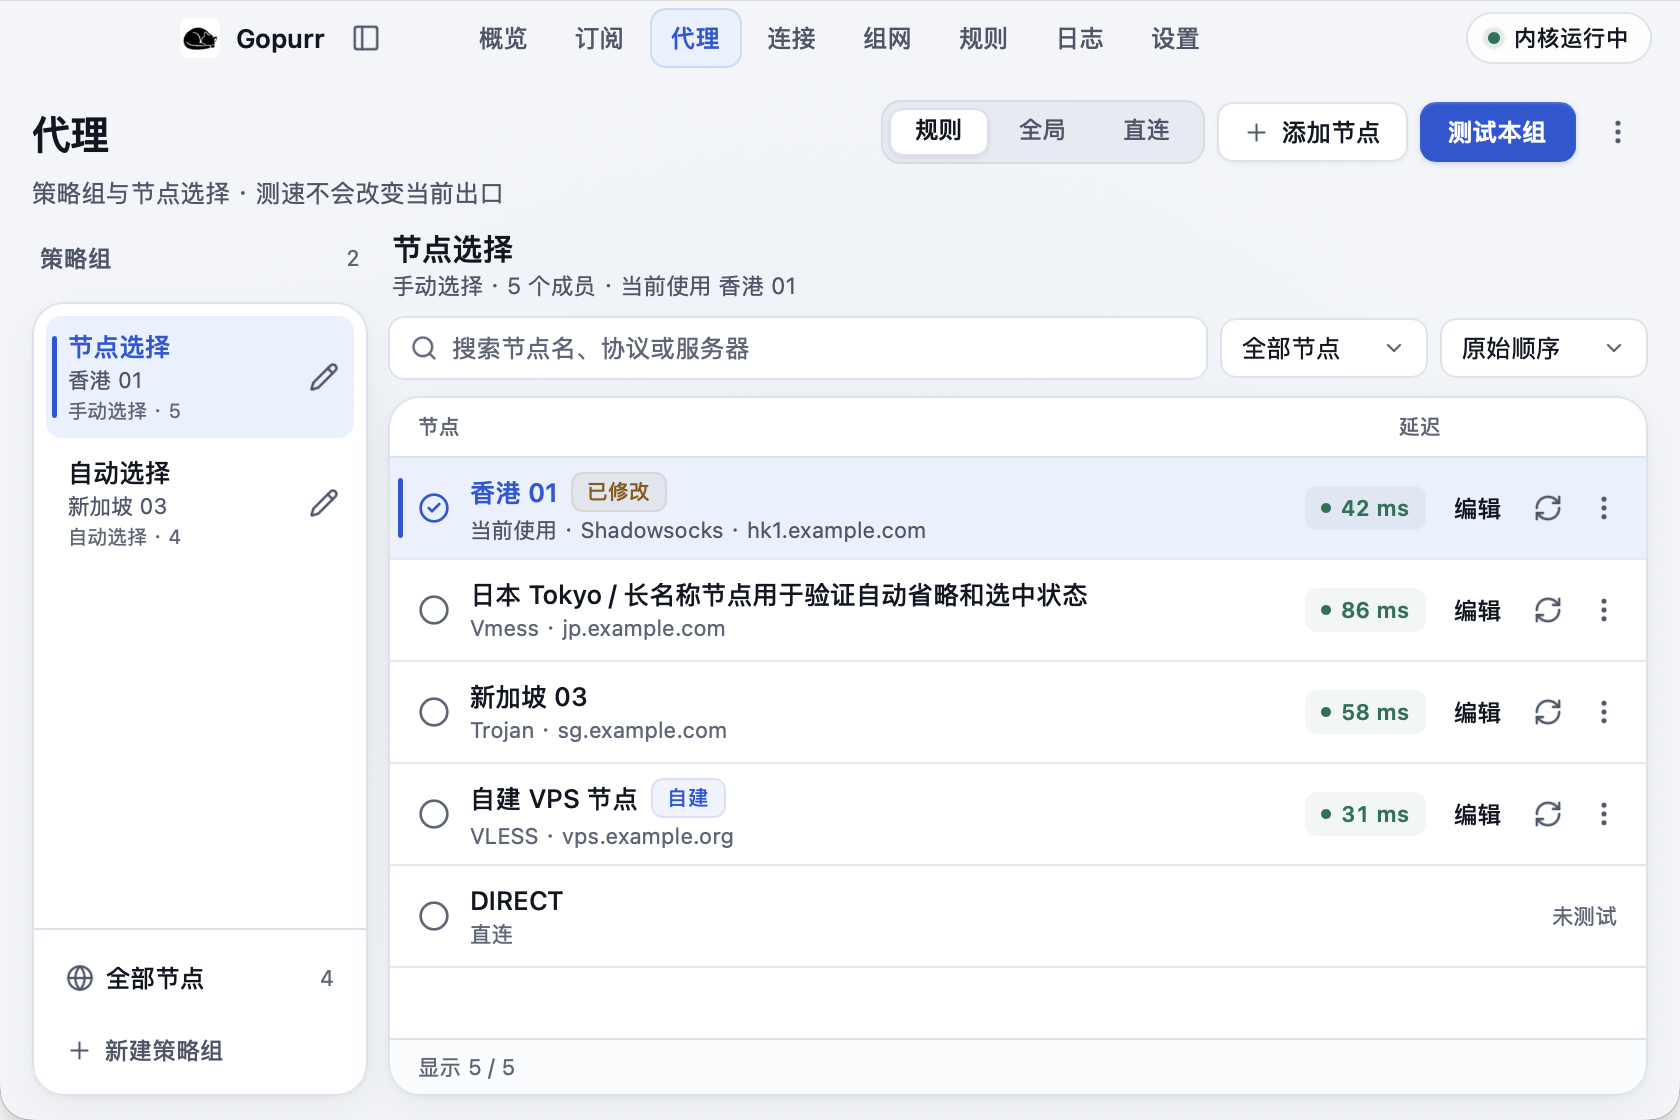 Gopurr
概览 订阅 代理 连接 组网 规则 日志 设置
内核运行中
代理
规则 全局 直连
添加节点
测试本组
策略组与节点选择 · 测速不会改变当前出口
策略组 2
节点选择
香港 01
手动选择 · 5
自动选择
新加坡 03
自动选择 · 4
全部节点 4
新建策略组
节点选择
手动选择 · 5 个成员 · 当前使用 香港 01
搜索节点名、协议或服务器
全部节点
原始顺序
节点 延迟
香港 01 已修改
当前使用 · Shadowsocks · hk1.example.com
42 ms 编辑
日本 Tokyo / 长名称节点用于验证自动省略和选中状态
Vmess · jp.example.com
86 ms 编辑
新加坡 03
Trojan · sg.example.com
58 ms 编辑
自建 VPS 节点 自建
VLESS · vps.example.org
31 ms 编辑
DIRECT
直连
未测试
显示 5 / 5